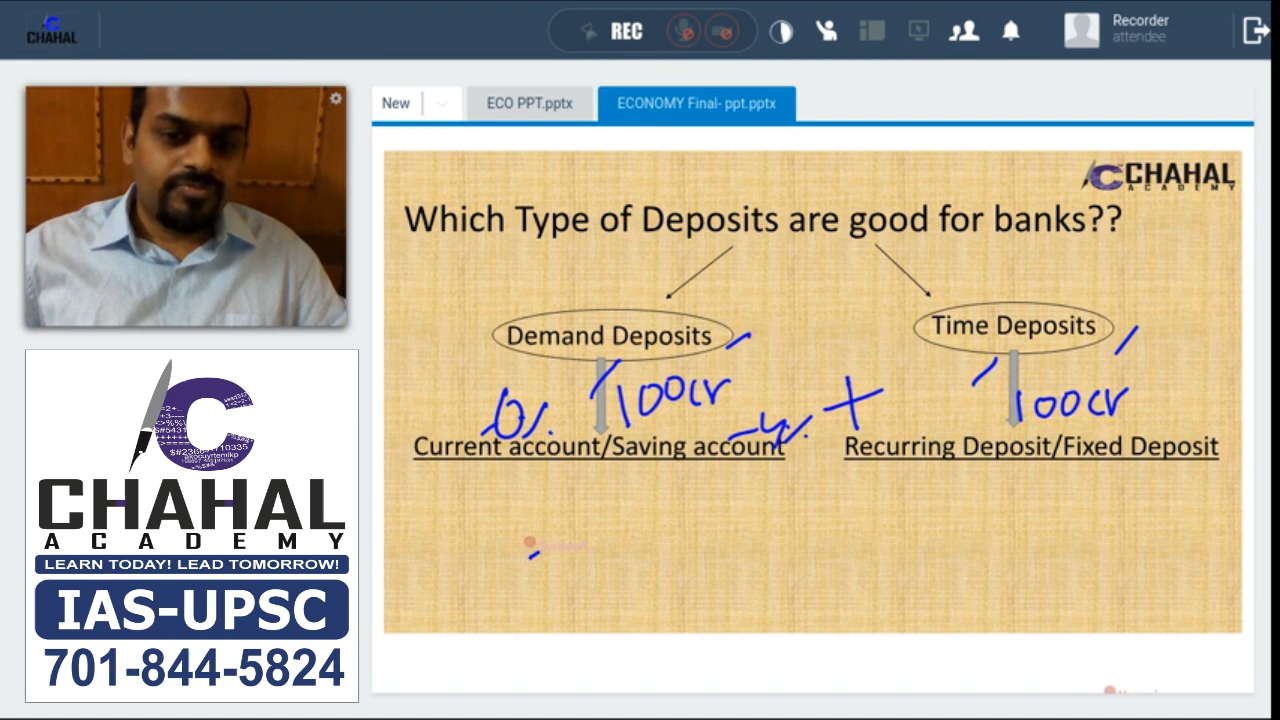 CHAHAL
REC
Recorder
attendee
New
ECO PPT.pptx
ECONOMY Final- ppt.pptx
CHAHAL
ACADEMY
Which Type of Deposits are good for banks??
Demand Deposits
Time Deposits
0%
100cr
100cr
Current account/Saving account
Recurring Deposit/Fixed Deposit
CHAHAL
ACADEMY
LEARN TODAY! LEAD TOMORROW!
IAS-UPSC
701-844-5824